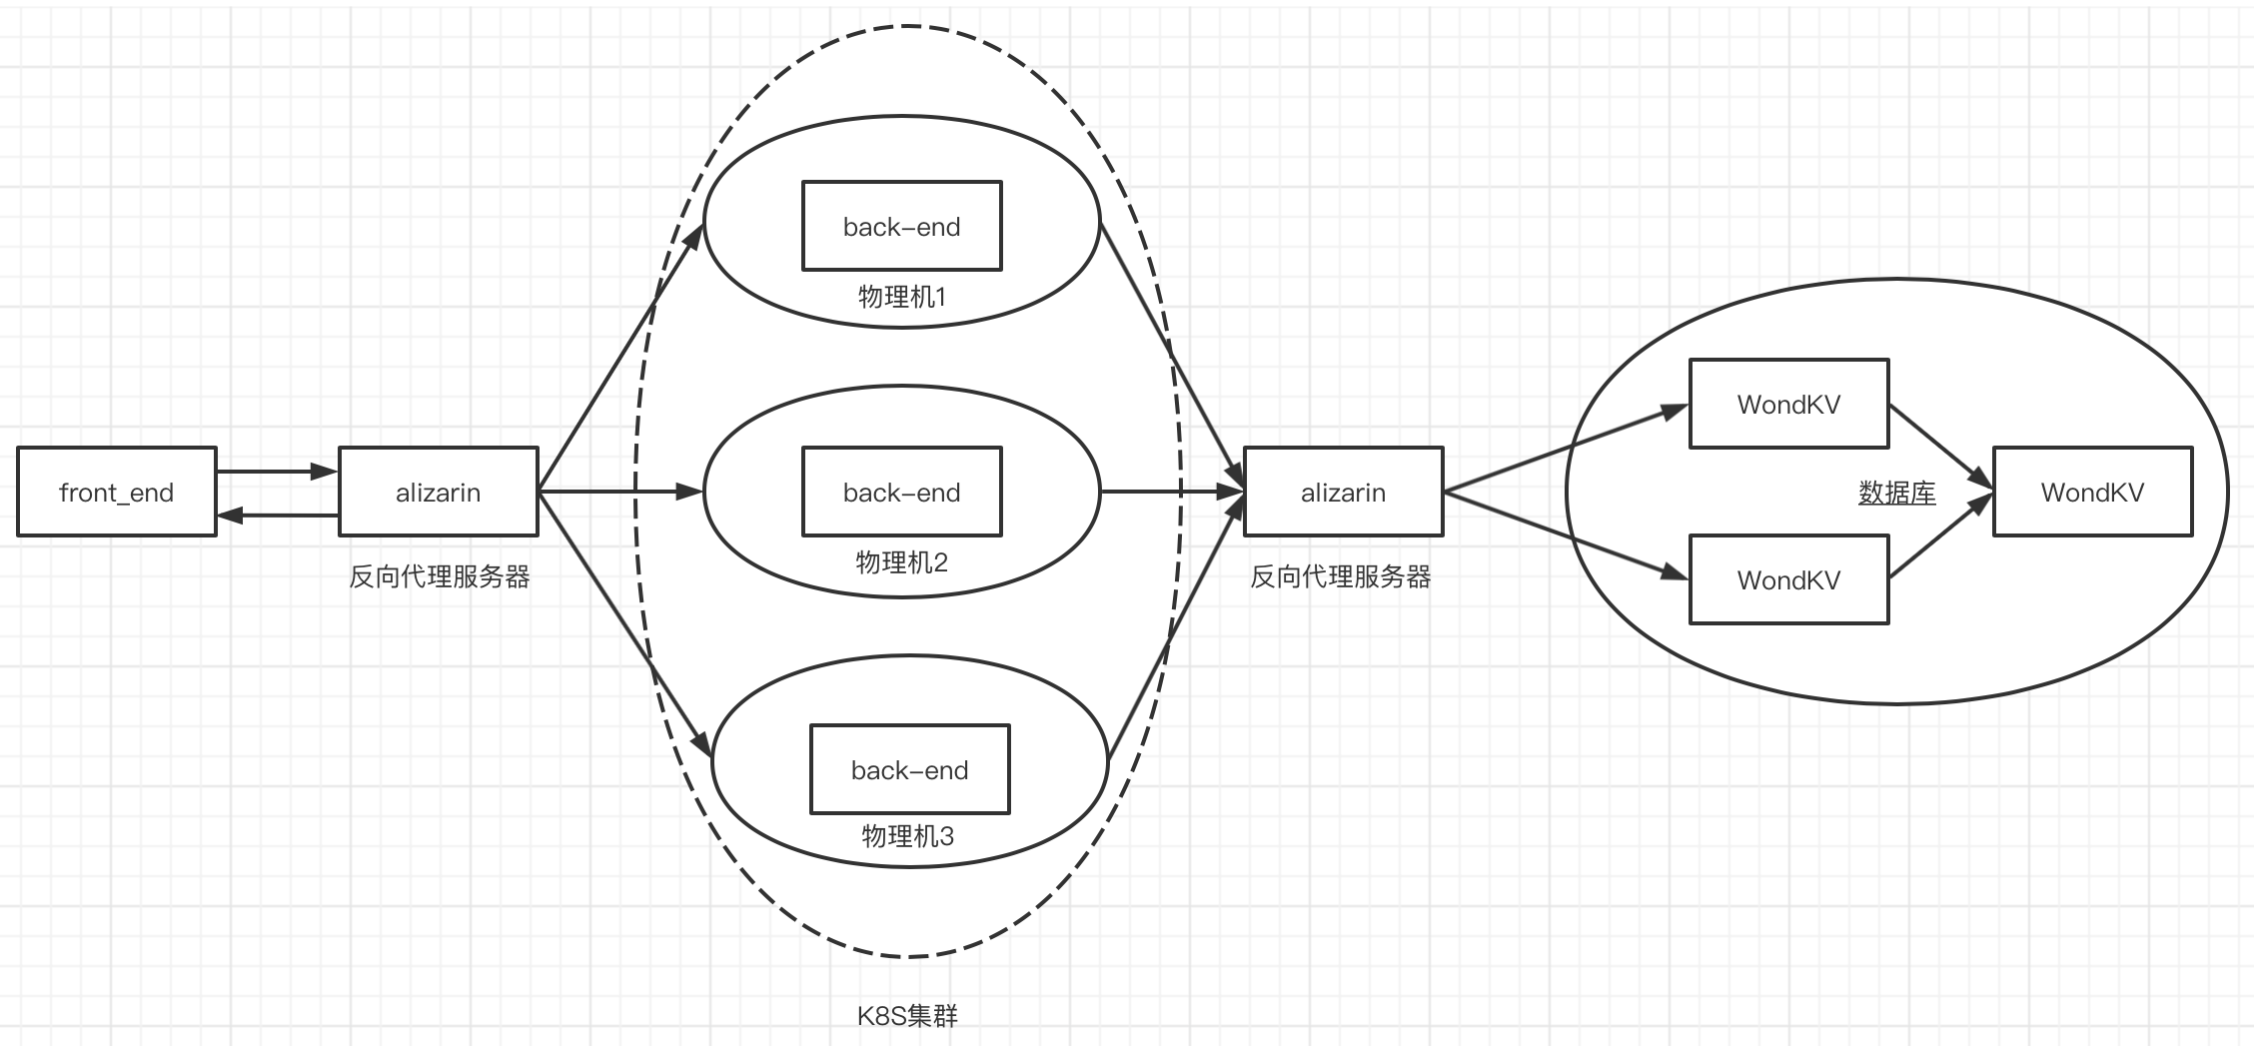 front_end
alizarin
反向代理服务器
back-end
物理机1
back-end
物理机2
back-end
物理机3
K8S集群
alizarin
反向代理服务器
WondKV
数据库
WondKV
WondKV